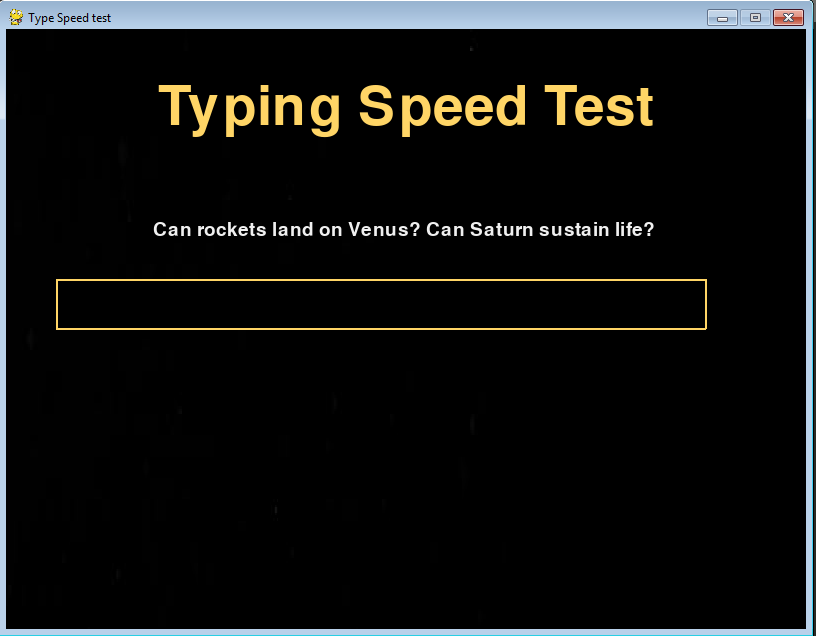 Type Speed test
Typing Speed Test
Can rockets land on Venus? Can Saturn sustain life?